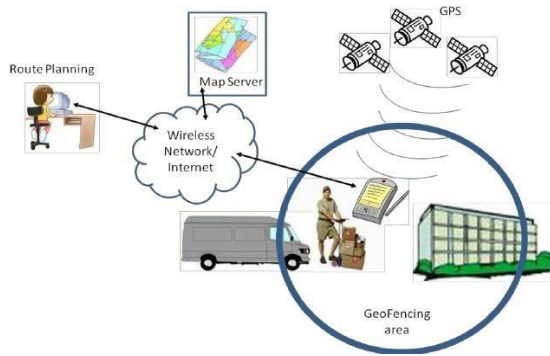 GPS
Route Planning
Map Server
Wireless
Network/
Internet
GeoFencing
area